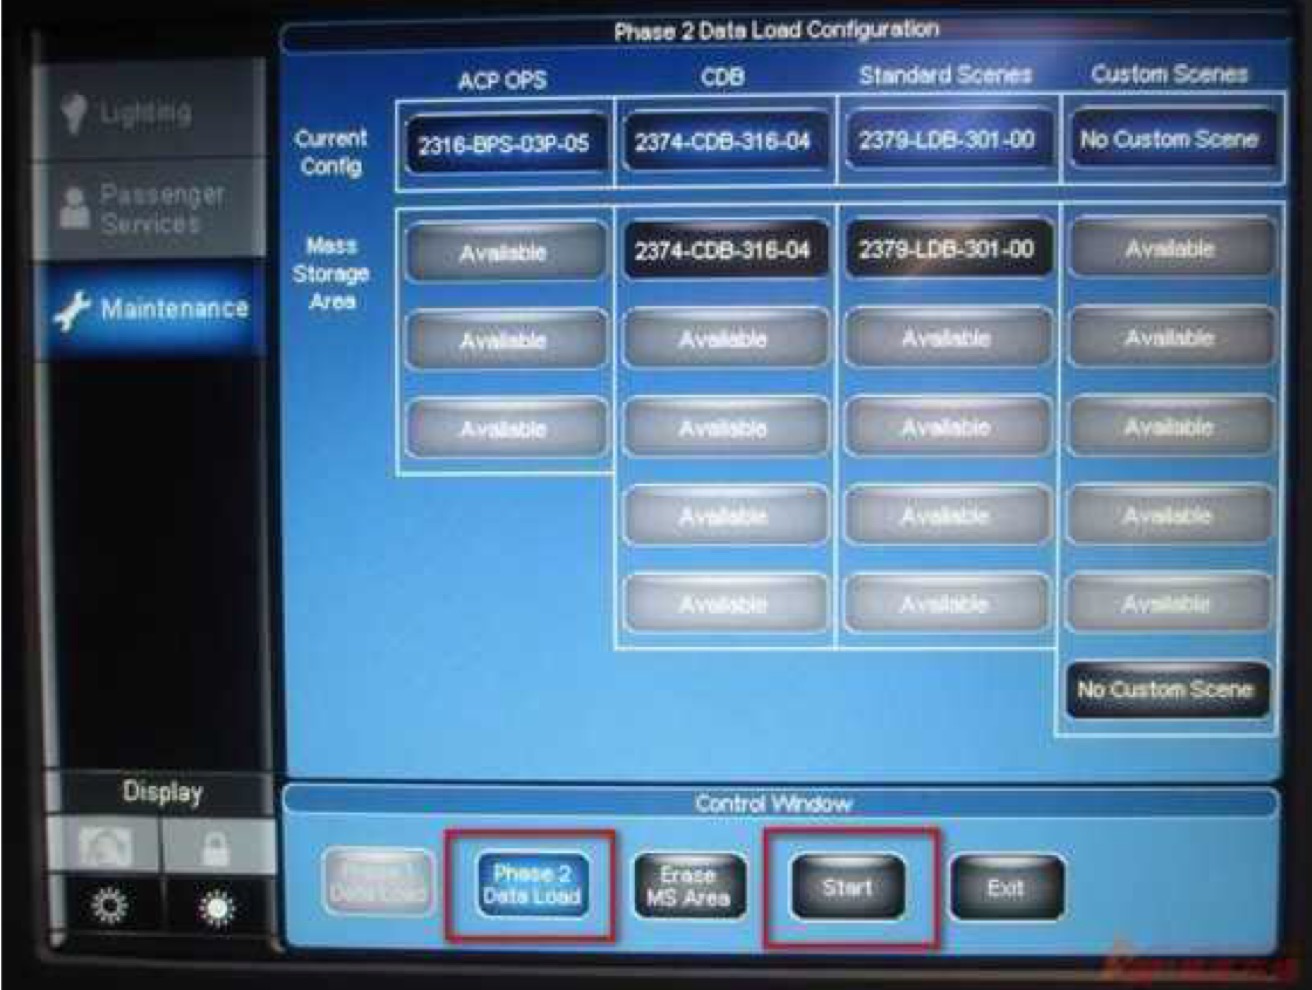 Phase 2 Data Load Configuration
ACP OPS CDB Standard Scenes Custom Scenes
Lighting
Current
Config
2316-BPS-03P-05 2374-CDB-316-04 2379-LDB-301-00 No Custom Scene
Passenger
Services
Mass
Storage
Area
Available 2374-CDB-316-04 2379-LDB-301-00 Available
Maintenance
Available Available Available Available
Available Available Available Available
Available Available Available
Available Available Available
No Custom Scene
Display
Control Window
Phase 1
Data Load
Phase 2
Data Load
Erase
MS Area
Start
Exit